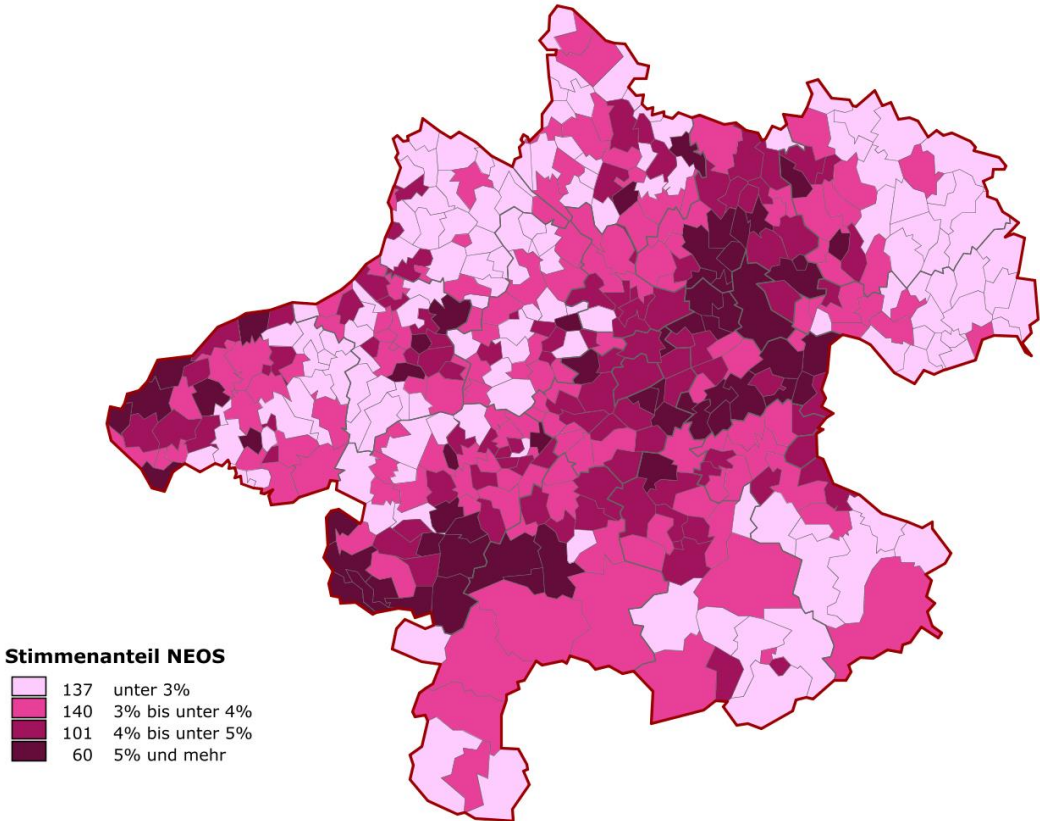 Stimmenanteil NEOS
137 unter 3%
140 3% bis unter 4%
101 4% bis unter 5%
60 5% und mehr